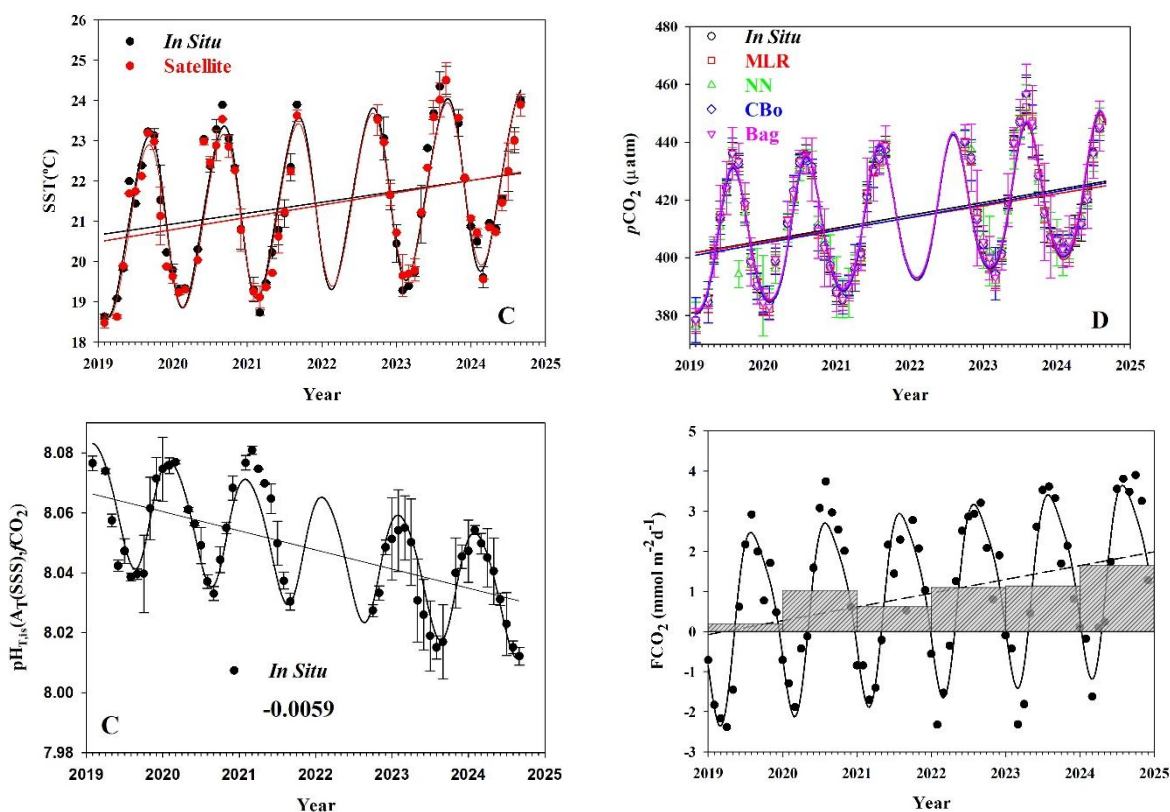 26
25
24
23
22
21
20
19
18
SST(ºC)
In Situ
Satellite
C
2019 2020 2021 2022 2023 2024 2025
Year
480
460
440
420
400
380
pCO2 (µatm)
In Situ
MLR
NN
CBo
Bag
D
2019 2020 2021 2022 2023 2024 2025
Year
8.08
8.06
8.04
8.02
8.00
7.98
pHT,is(AT(SSS),fCO2)
In Situ
-0.0059
C
2019 2020 2021 2022 2023 2024 2025
Year
5
4
3
2
1
0
-1
-2
-3
FCO2 (mmol m-2d-1)
2019 2020 2021 2022 2023 2024 2025
Year